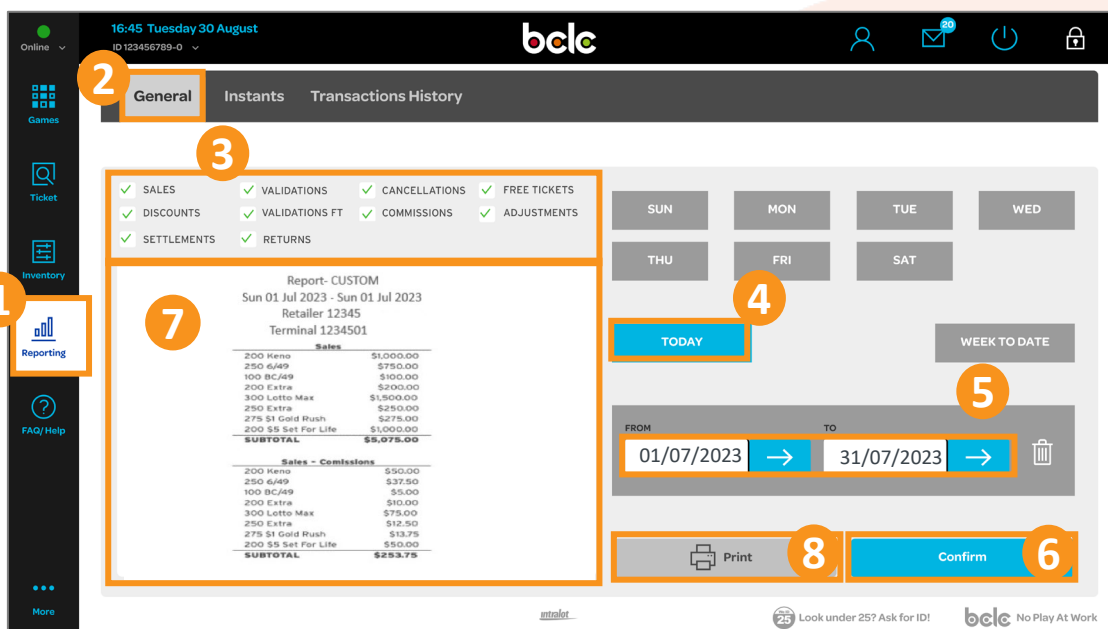 Online
16:45 Tuesday 30 August
ID 123456789-0
bclc
20
Games
Ticket
Inventory
1
Reporting
FAQ/ Help
More
2
General Instants Transactions History
3
SALES VALIDATIONS CANCELLATIONS FREE TICKETS
DISCOUNTS VALIDATIONS FT COMMISSIONS ADJUSTMENTS
SETTLEMENTS RETURNS
7
Report- CUSTOM
Sun 01 Jul 2023 - Sun 01 Jul 2023
Retailer 12345
Terminal 1234501
Sales
200 Keno $1,000.00
250 6/49 $750.00
100 BC/49 $100.00
200 Extra $200.00
300 Lotto Max $1,500.00
250 Extra $250.00
275 $1 Gold Rush $275.00
200 $5 Set For Life $1,000.00
SUBTOTAL $5,075.00
Sales - Comissions
200 Keno $50.00
250 6/49 $37.50
100 BC/49 $5.00
200 Extra $10.00
300 Lotto Max $75.00
250 Extra $12.50
275 $1 Gold Rush $13.75
200 $5 Set For Life $50.00
SUBTOTAL $253.75
SUN MON TUE WED
THU FRI SAT
4
TODAY WEEK TO DATE
5
FROM TO
01/07/2023 31/07/2023
Print 8 Confirm 6
intralot
25 Look under 25? Ask for ID!
bclc No Play At Work